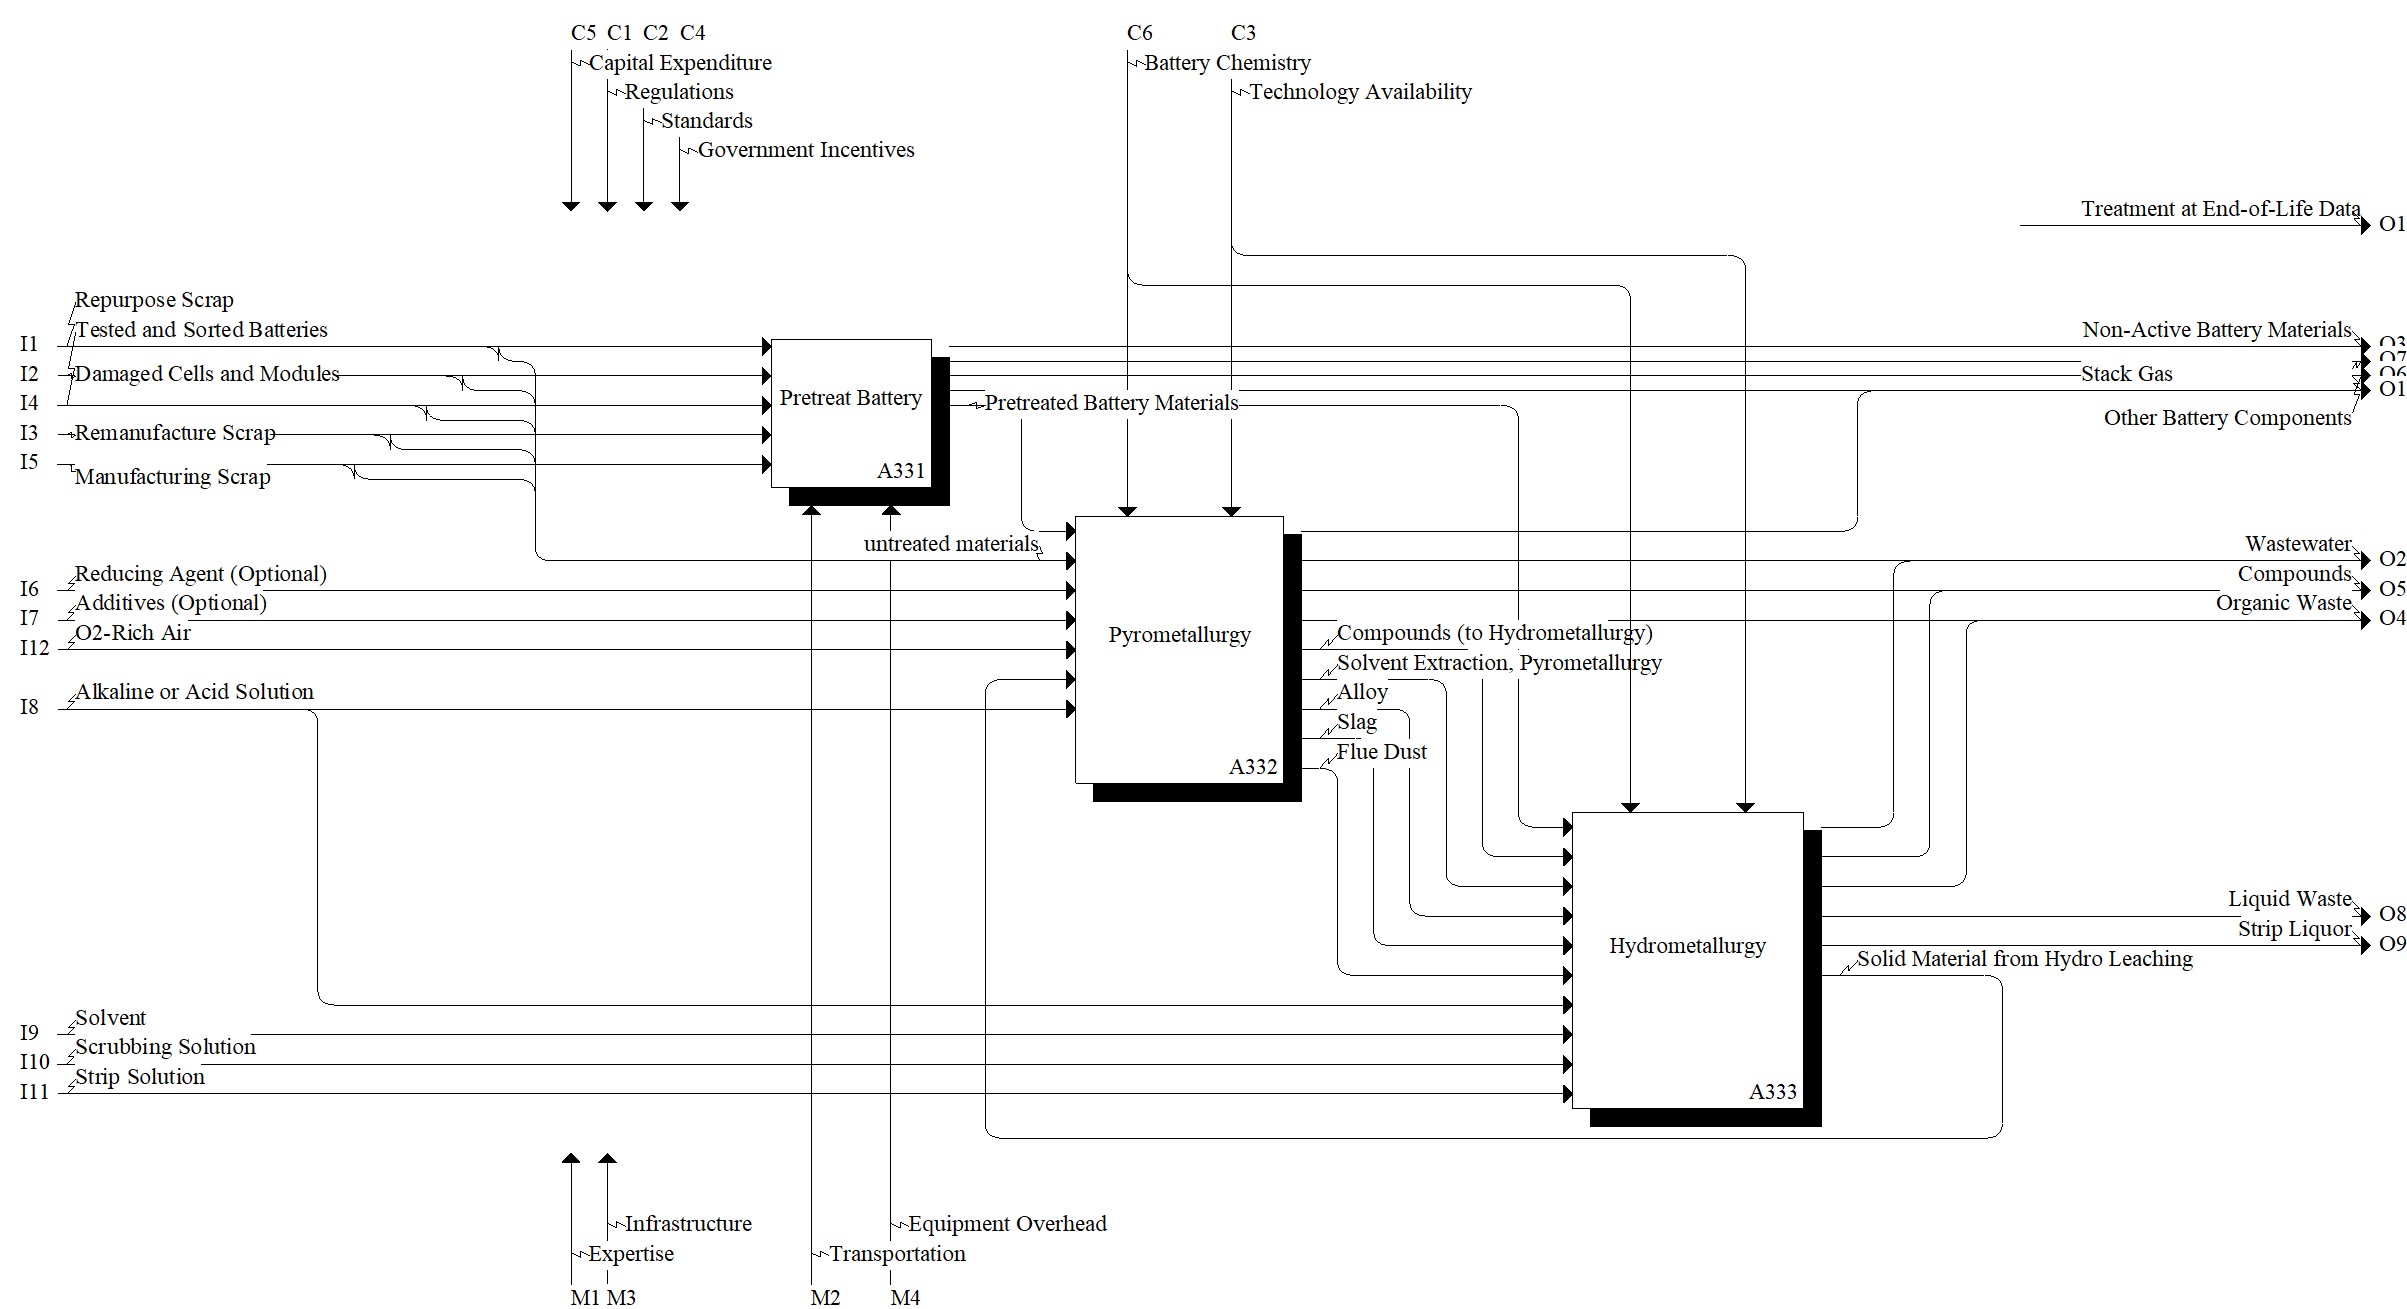 C5 C1 C2 C4
C6
C3
Capital Expenditure
Regulations
Standards
Government Incentives
Battery Chemistry
Technology Availability
Treatment at End-of-Life Data
O1
Repurpose Scrap
I1
Tested and Sorted Batteries
I2
Damaged Cells and Modules
I4
I3
Remanufacture Scrap
I5
Manufacturing Scrap
Pretreat Battery
A331
Pretreated Battery Materials
Non-Active Battery Materials
O3
O7
Stack Gas
O6
O1
Other Battery Components
untreated materials
I6
Reducing Agent (Optional)
I7
Additives (Optional)
I12
O2-Rich Air
I8
Alkaline or Acid Solution
Pyrometallurgy
A332
Compounds (to Hydrometallurgy)
Solvent Extraction, Pyrometallurgy
Alloy
Slag
Flue Dust
Wastewater
O2
Compounds
O5
Organic Waste
O4
Hydrometallurgy
A333
Liquid Waste
O8
Strip Liquor
O9
Solid Material from Hydro Leaching
Solvent
I9
Scrubbing Solution
I10
Strip Solution
I11
Infrastructure
Expertise
Equipment Overhead
Transportation
M1 M3
M2
M4